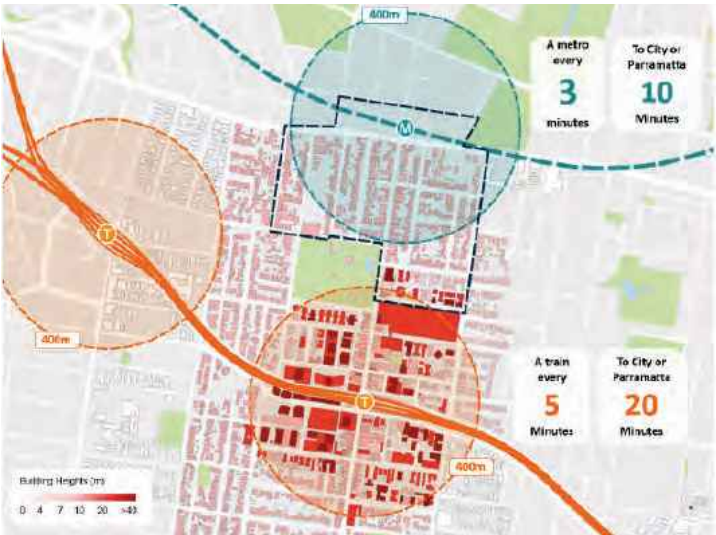 400m
A metro
every
3
minutes
To City or
Parramatta
10
Minutes
M
T
400m
A train
every
5
Minutes
To City or
Parramatta
20
Minutes
T
400m
Building Heights (m)
0 4 7 10 20 >40